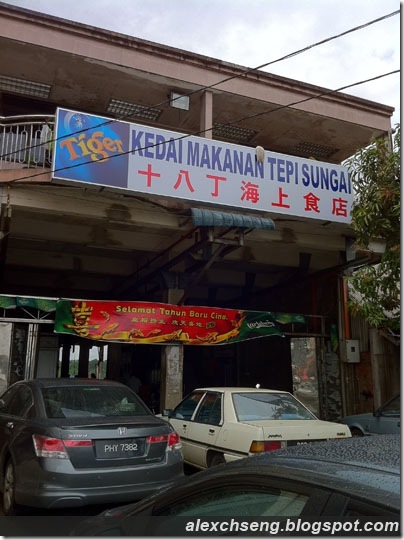 Tiger
KEDAI MAKANAN TEPI SUNGAI
十八丁海上食店
Selamat Tahun Baru Cina
PHY 7382
alexchseng.blogspot.com